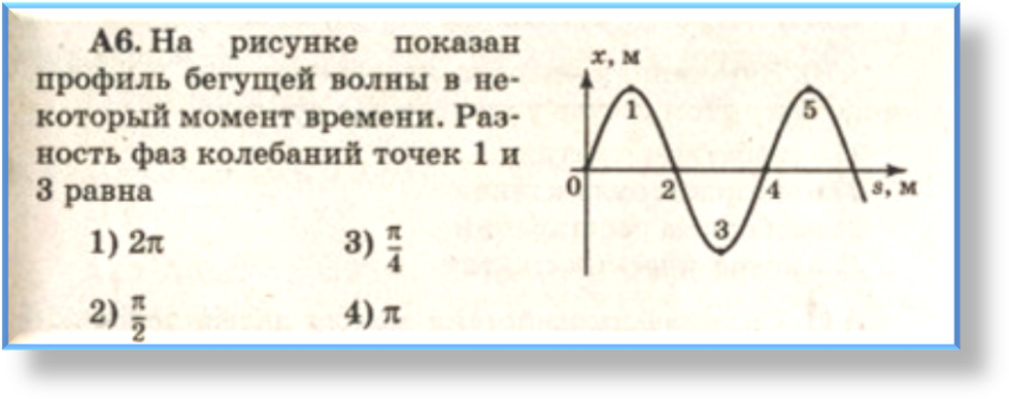 А6. На рисунке показан
профиль бегущей волны в не-
который момент времени. Раз-
ность фаз колебаний точек 1 и
3 равна
1) 2π
3) π/4
2) π/2
4) π
x, м
1
5
0
2
4
s, м
3